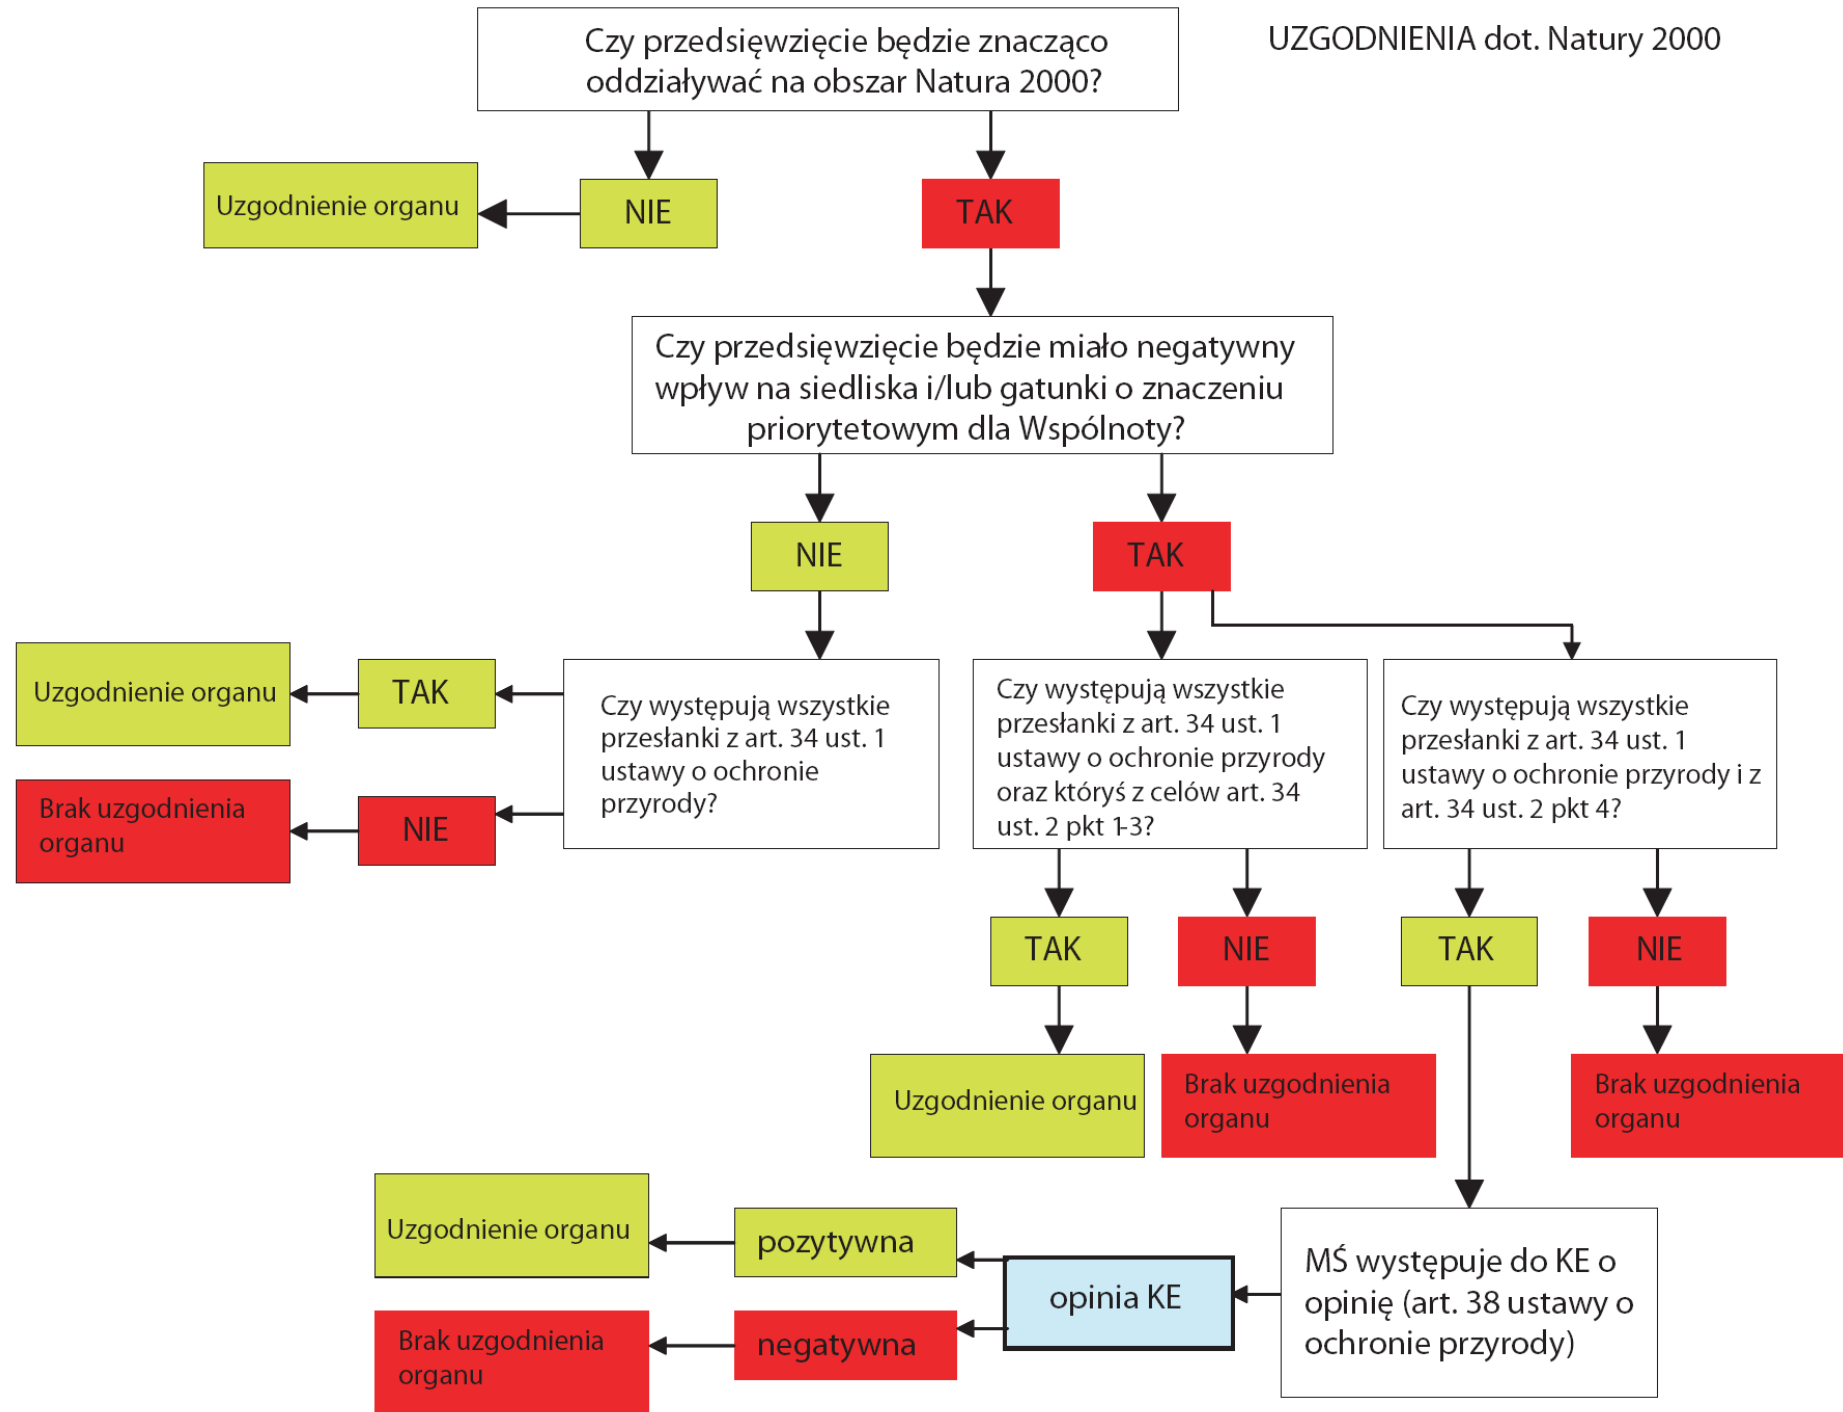 UZGODNIENIA dot. Natury 2000
Czy przedsięwzięcie będzie znacząco
oddziaływać na obszar Natura 2000?
Uzgodnienie organu
NIE
TAK
Czy przedsięwzięcie będzie miało negatywny
wpływ na siedliska i/lub gatunki o znaczeniu
priorytetowym dla Wspólnoty?
NIE
TAK
Uzgodnienie organu
TAK
Brak uzgodnienia
organu
NIE
Czy występują wszystkie
przesłanki z art. 34 ust. 1
ustawy o ochronie
przyrody?
Czy występują wszystkie
przesłanki z art. 34 ust. 1
ustawy o ochronie przyrody
oraz któryś z celów art. 34
ust. 2 pkt 1-3?
Czy występują wszystkie
przesłanki z art. 34 ust. 1
ustawy o ochronie przyrody i z
art. 34 ust. 2 pkt 4?
TAK
NIE
TAK
NIE
Uzgodnienie organu
Brak uzgodnienia
organu
Brak uzgodnienia
organu
Uzgodnienie organu
pozytywna
Brak uzgodnienia
organu
negatywna
opinia KE
MŚ występuje do KE o
opinię (art. 38 ustawy o
ochronie przyrody)